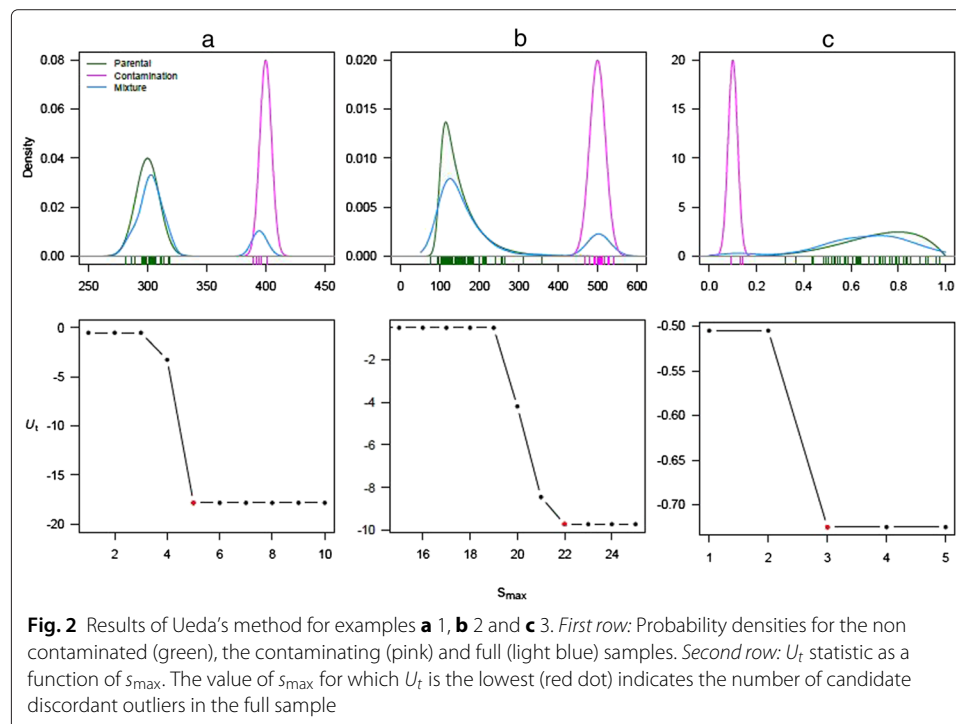 a b c
Parental
Contamination
Mixture
Density
0.08
0.06
0.04
0.02
0.00
250 300 350 400 450
0.020
0.015
0.010
0.005
0.000
0 100 200 300 400 500 600
20
15
10
5
0
0.0 0.2 0.4 0.6 0.8 1.0
Ut
0
-5
-10
-15
-20
2 4 6 8 10
-2
-4
-6
-8
-10
16 18 20 22 24
-0.50
-0.55
-0.60
-0.65
-0.70
1 2 3 4 5
Smax
Fig. 2 Results of Ueda's method for examples a 1, b 2 and c 3. First row: Probability densities for the non
contaminated (green), the contaminating (pink) and full (light blue) samples. Second row: Ut statistic as a
function of smax. The value of smax for which Ut is the lowest (red dot) indicates the number of candidate
discordant outliers in the full sample